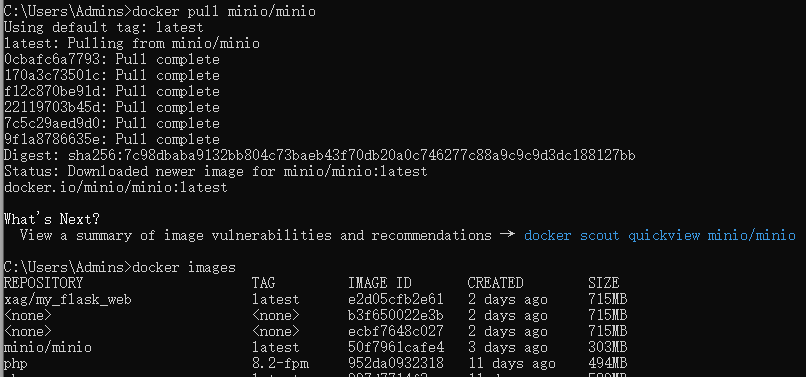 C:\Users\Admins>docker pull minio/minio
Using default tag: latest
latest: Pulling from minio/minio
0cbafc6a7793: Pull complete
170a3c73501c: Pull complete
f12c870be91d: Pull complete
22119703b45d: Pull complete
7c5c29aed9d0: Pull complete
9f1a8786635e: Pull complete
Digest: sha256:7c98dbaba9132bb804c73baeb43f70db20a0c746277c88a9c9c9d3dc188127bb
Status: Downloaded newer image for minio/minio:latest
docker.io/minio/minio:latest
What's Next?
View a summary of image vulnerabilities and recommendations → docker scout quickview minio/minio
C:\Users\Admins>docker images
REPOSITORY TAG IMAGE ID CREATED SIZE
xag/my_flask_web latest e2d05cfb2e61 2 days ago 715MB
<none> <none> b3f650022e3b 2 days ago 715MB
<none> <none> ecbf7648c027 2 days ago 715MB
minio/minio latest 50f7961cafe4 3 days ago 303MB
php 8.2-fpm 952da0932318 11 days ago 494MB